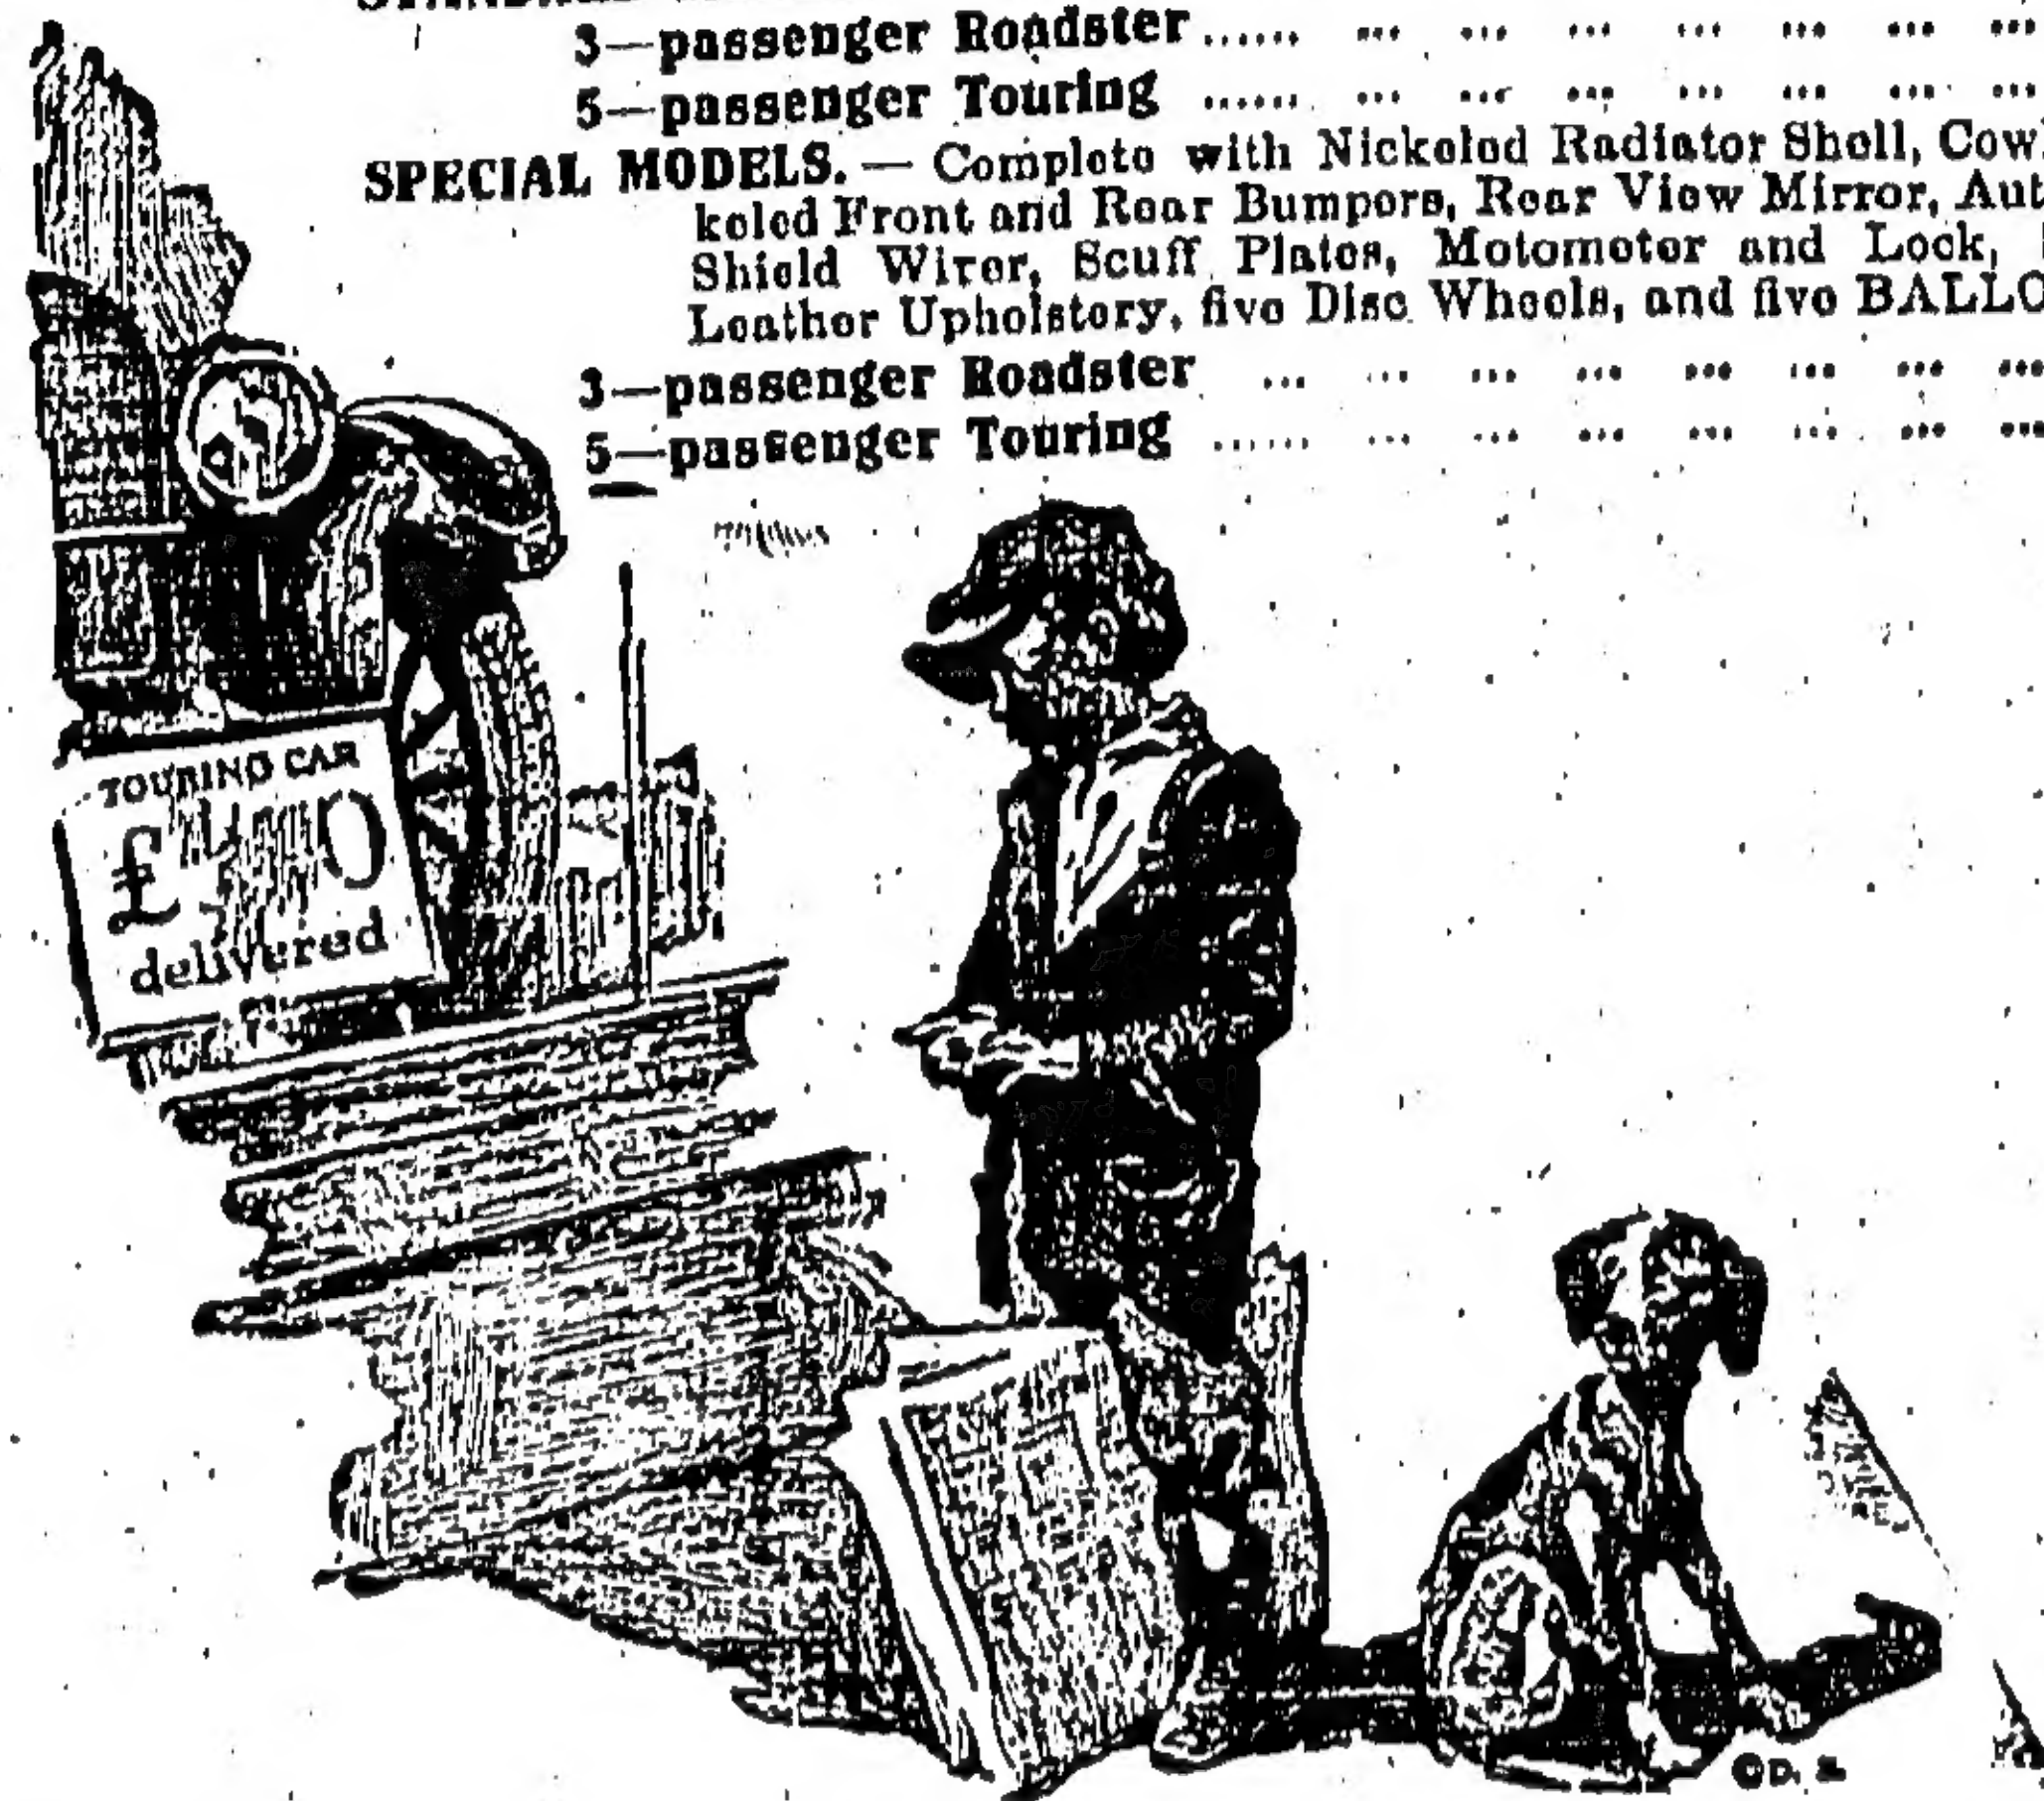 3—passenger Roadster ...... ... ... ... ... ... ... ...
5—passenger Touring ...... ... ... ... ... ... ... ...
SPECIAL MODELS. — Complete with Nickeled Radiator Shell, Cow
keled Front and Rear Bumpers, Rear View Mirror, Aut
Shield Wiper, Scuff Plates, Motometer and Lock,
Leather Upholstery, five Disc Wheels, and five BALLO
3—passenger Roadster ... ... ... ... ... ... ... ...
5—passenger Touring ...... ... ... ... ... ... ... ...
TOURING CAR
£
delivered
©D.